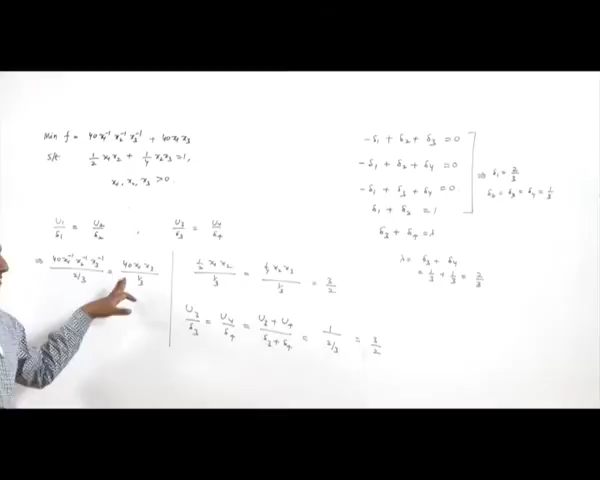 Min f = 40x₁⁻¹ x₂⁻¹ x₃⁻¹ + 40x₁x₃
S/t 1/2 x₁x₂ + 1/4 x₂x₃ = 1,
x₁, x₂, x₃ > 0.
U₁/δ₁ = U₂/δ₂ , U₃/δ₃ = U₄/δ₄
⇒ 40x₁⁻¹ x₂⁻¹ x₃⁻¹ / 2/3 = 40x₁x₃ / 1/3
1/2 x₁x₂ / 1/3 = 1/4 x₂x₃ / 1/3 = 3/2
U₃/δ₃ = U₄/δ₄ = U₃ + U₄ / δ₃ + δ₄ = 1 / 2/3 = 3/2
-δ₁ + δ₂ + δ₃ = 0
-δ₁ + δ₂ + δ₄ = 0
-δ₁ + δ₃ + δ₄ = 0
δ₁ + δ₂ = 1
⇒ δ₁ = 2/3
δ₂ = δ₃ = δ₄ = 1/3
δ₃ + δ₄ = λ
λ = δ₃ + δ₄
= 1/3 + 1/3 = 2/3